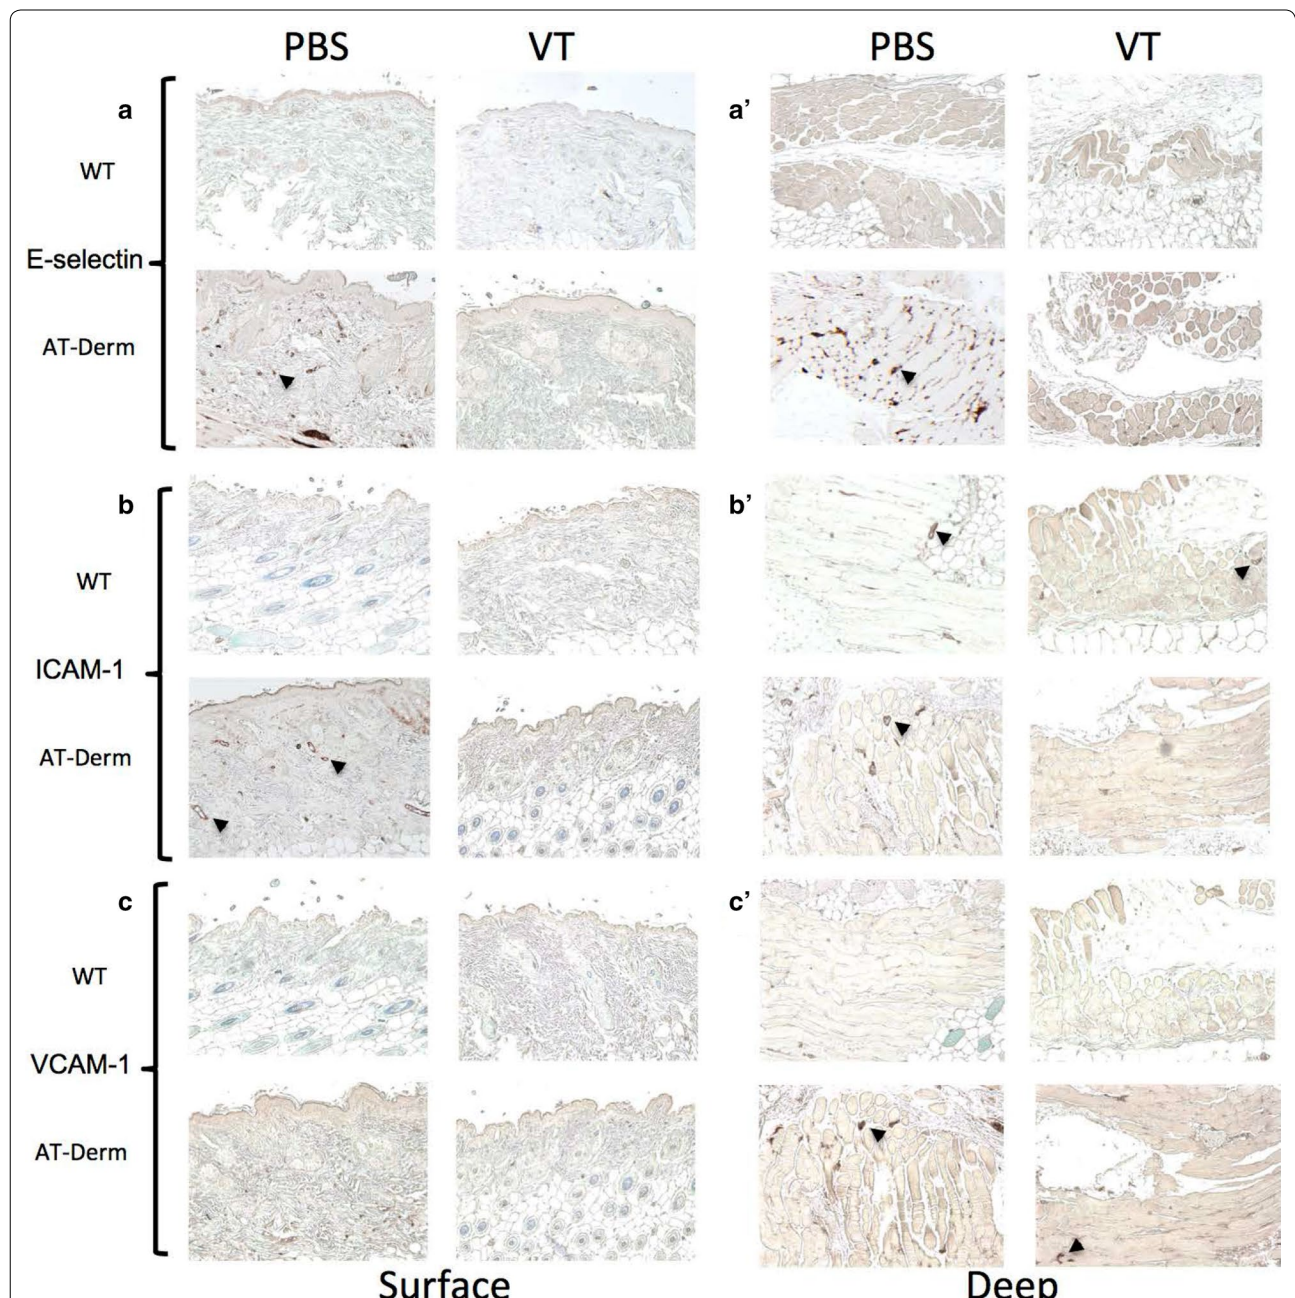 PBS VT PBS VT
a a’
WT
E-selectin
AT-Derm
b b’
WT
ICAM-1
AT-Derm
c c’
WT
VCAM-1
AT-Derm
Surface Deep